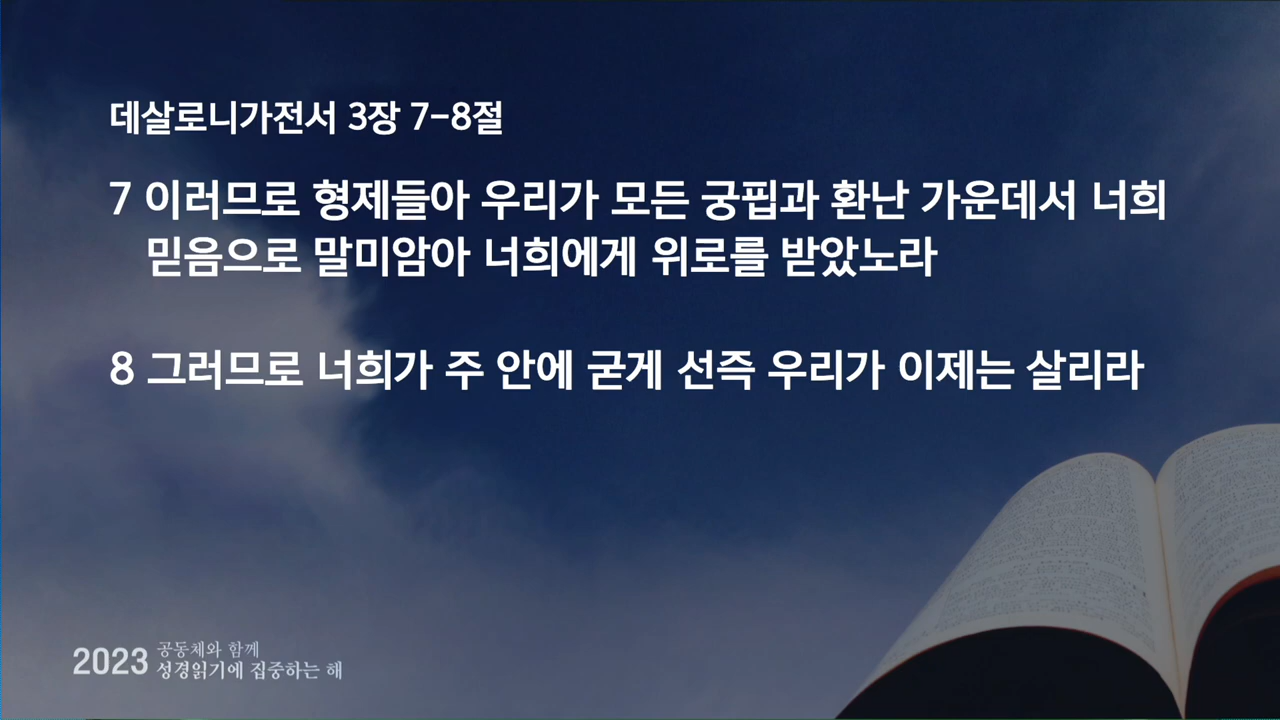 데살로니가전서 3장 7-8절
7 이러므로 형제들아 우리가 모든 궁핍과 환난 가운데서 너희
믿음으로 말미암아 너희에게 위로를 받았노라
8 그러므로 너희가 주 안에 굳게 선즉 우리가 이제는 살리라
2023 공동체와 함께
성경읽기에 집중하는 해